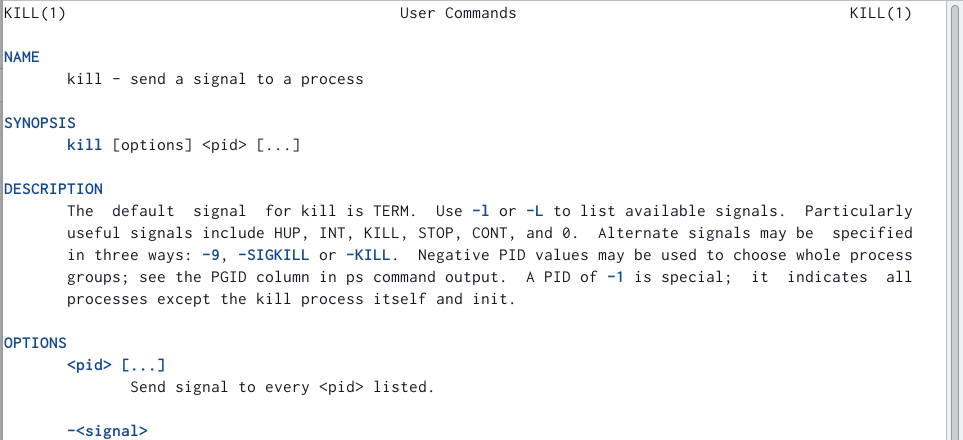 KILL(1) User Commands KILL(1)
NAME
kill - send a signal to a process
SYNOPSIS
kill [options] <pid> [...]
DESCRIPTION
The default signal for kill is TERM. Use -l or -L to list available signals. Particularly
useful signals include HUP, INT, KILL, STOP, CONT, and 0. Alternate signals may be specified
in three ways: -9, -SIGKILL or -KILL. Negative PID values may be used to choose whole process
groups; see the PGID column in ps command output. A PID of -1 is special; it indicates all
processes except the kill process itself and init.
OPTIONS
<pid> [...]
Send signal to every <pid> listed.
-<signal>